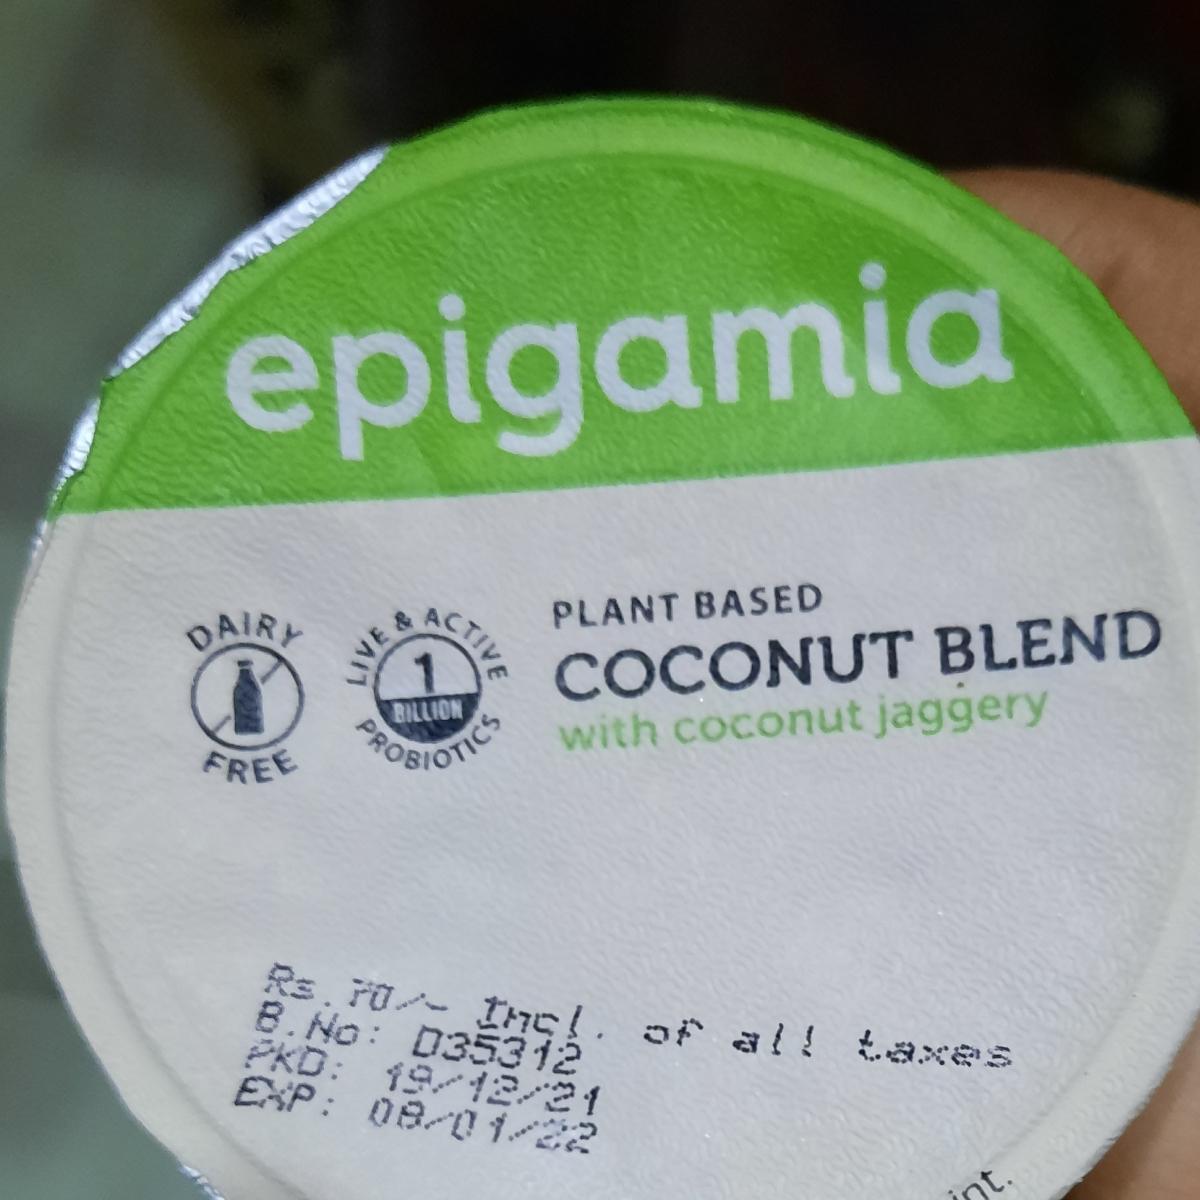 epigamia
DAIRY
FREE
LIVE & ACTIVE
1
BILLION
PROBIOTICS
PLANT BASED
COCONUT BLEND
with coconut jaggery
Rs. 70/- Incl. of all taxes
B.No: D35312
PKD: 19/12/21
EXP: 08/01/22